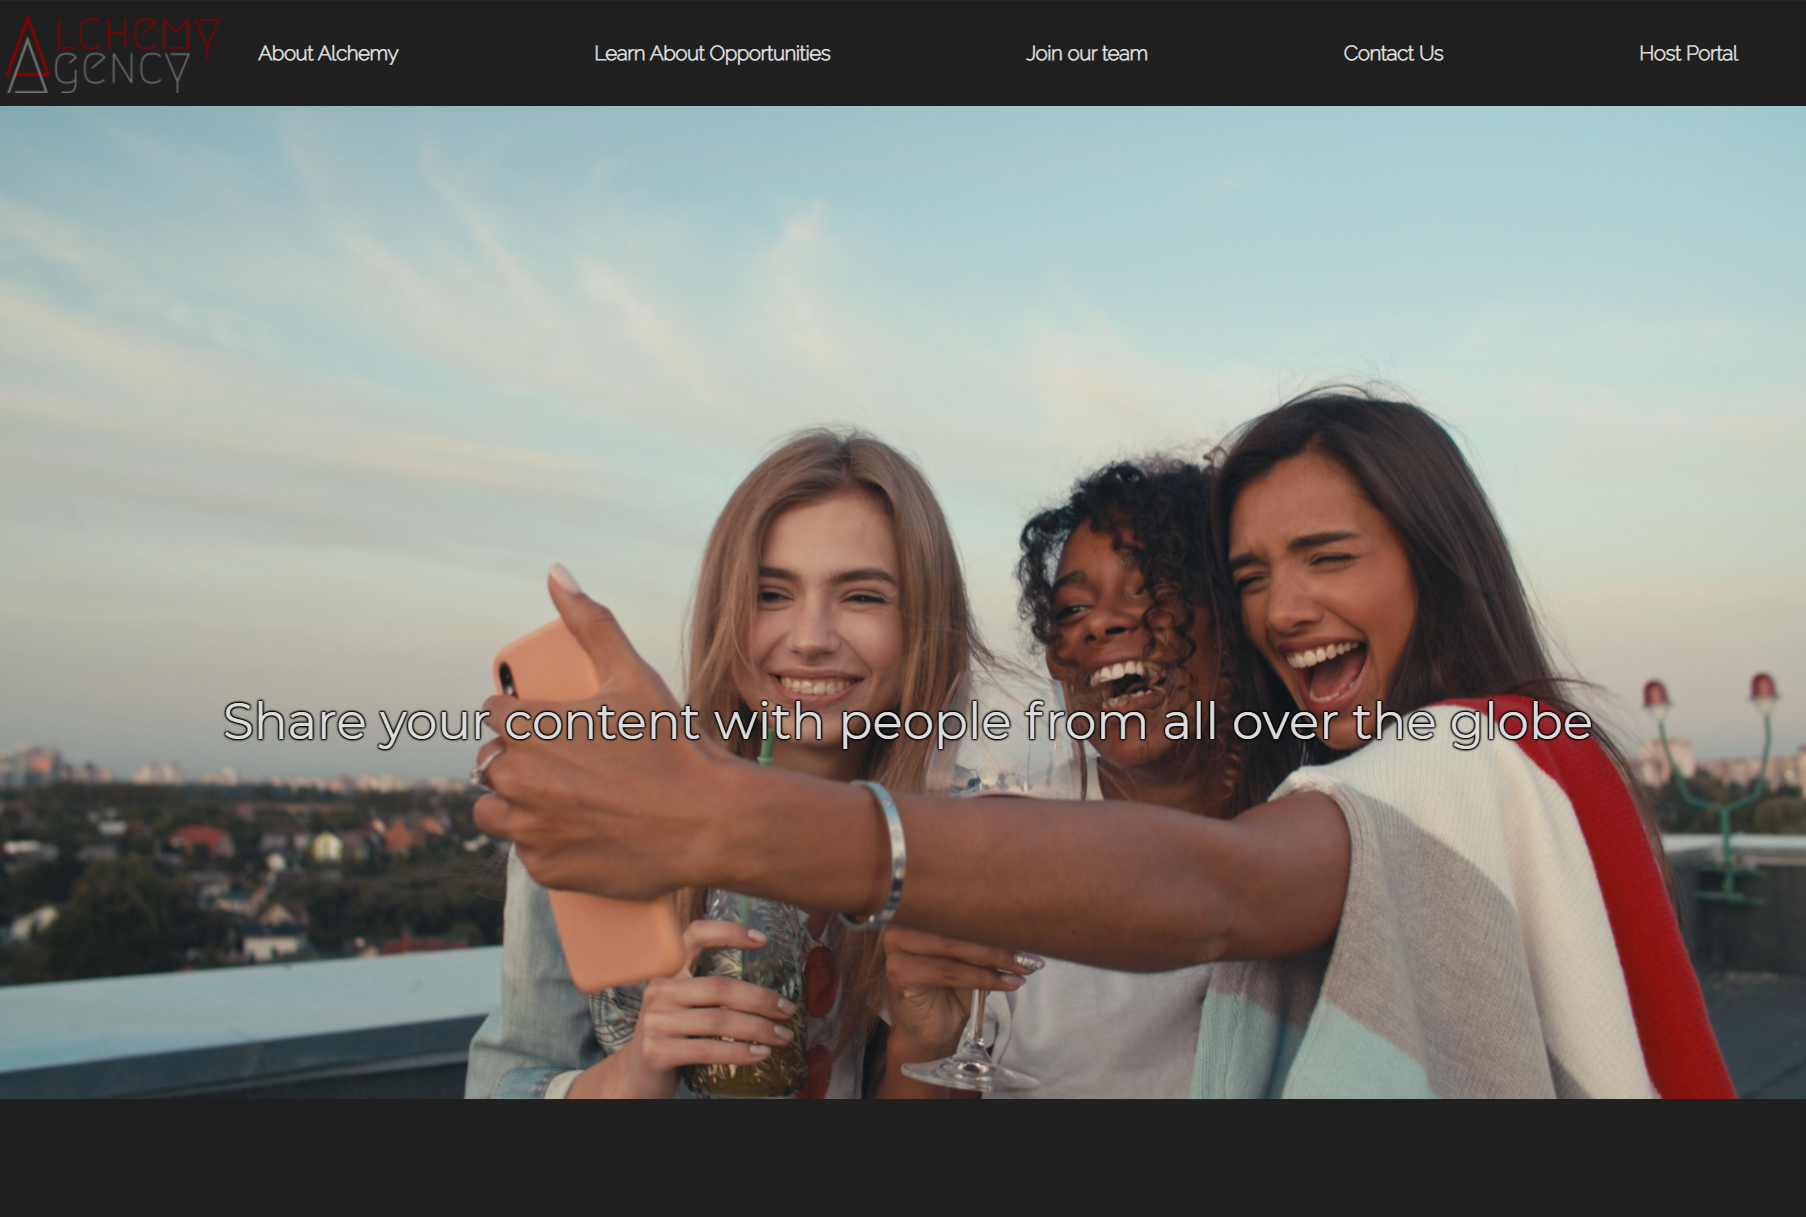 Alchemy
Agency
About Alchemy
Learn About Opportunities
Join our team
Contact Us
Host Portal
Share your content with people from all over the globe